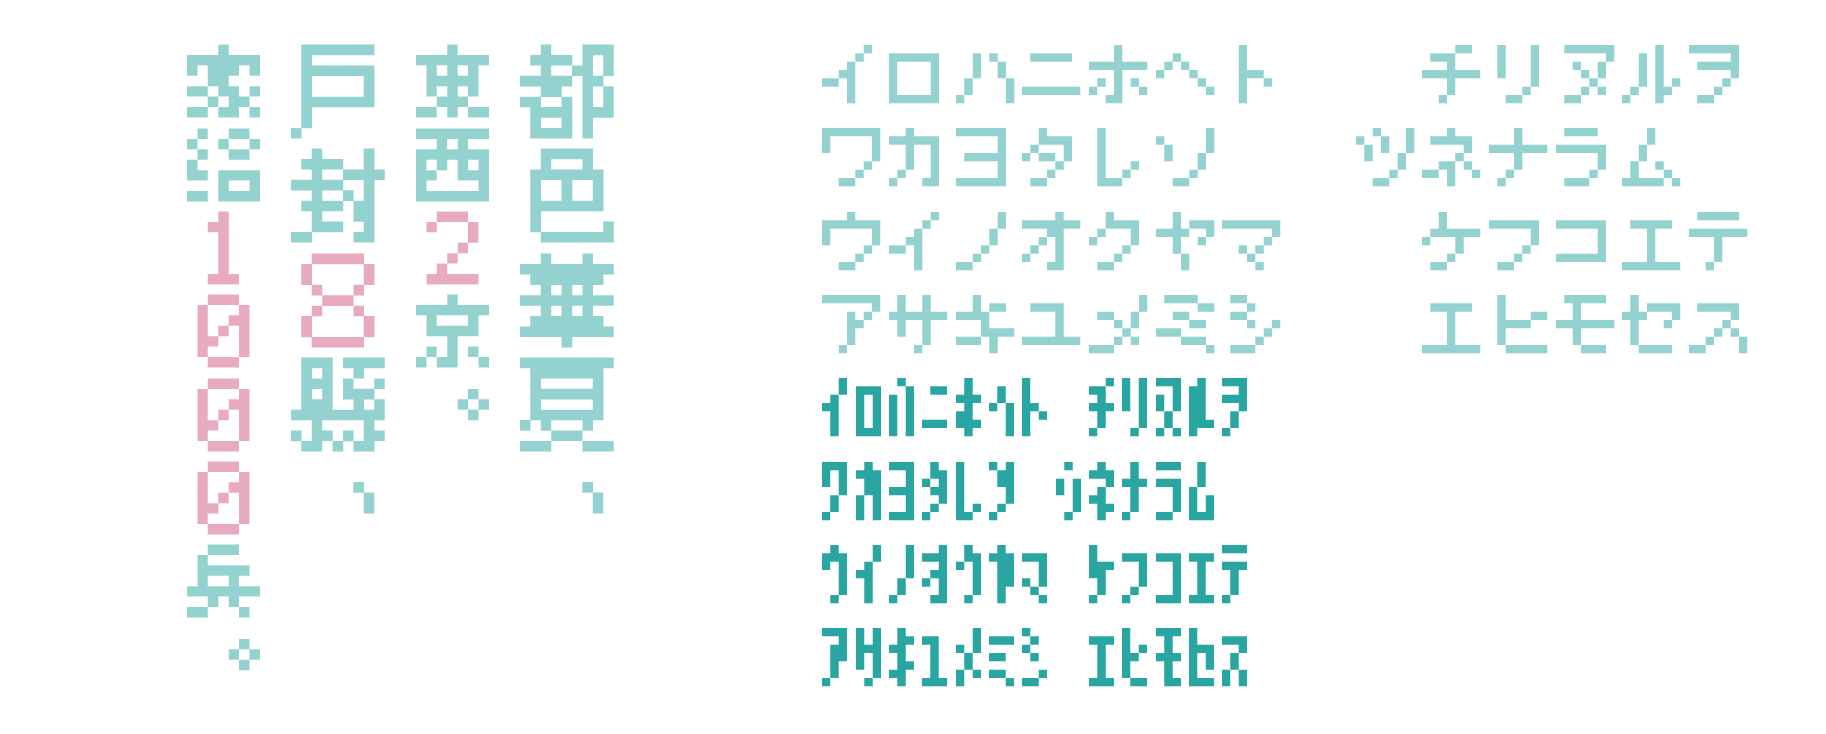 都邑華夏、
東西2京。
戸封8縣、
家給1000兵。
イロハニホヘト　チリヌルヲ
ワカヨタレソ　ツネナラム
ウイノオクヤマ　ケフコエテ
アサキユメミシ　エヒモセス
イロハニホヘト　チリヌルヲ
ワカヨタレソ　ツネナラム
ウイノオクヤマ　ケフコエテ
アサキユメミシ　エヒモセス